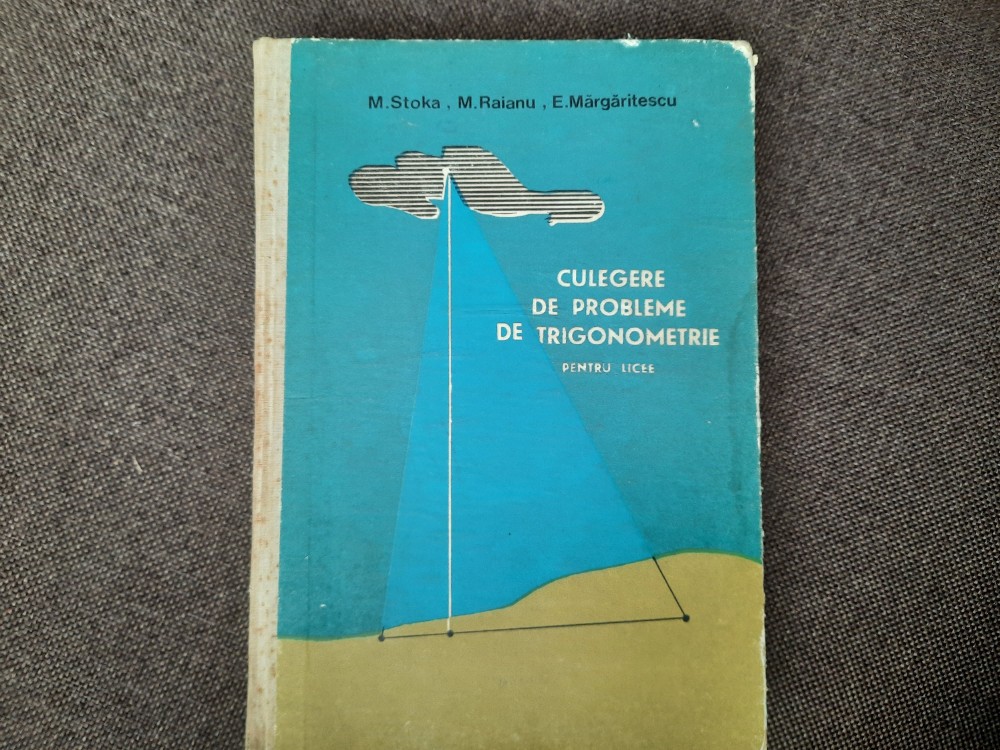 M.Stoka, M.Raianu, E.Mărgăritescu
CULEGERE
DE PROBLEME
DE TRIGONOMETRIE
PENTRU LICEE